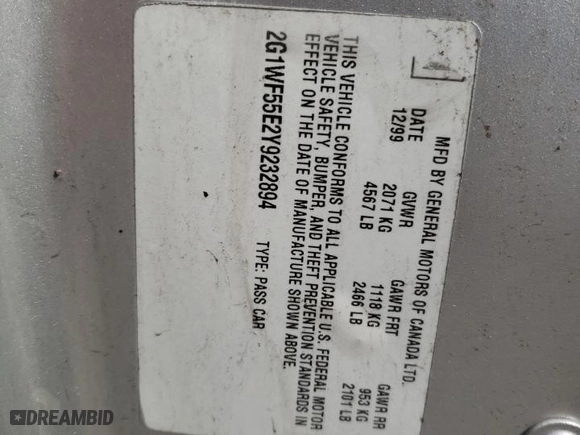 MFD BY GENERAL MOTORS OF CANADA LTD.
DATE GVWR GAWR FRT GAWR RR
12/99 2071 KG 1118 KG 953 KG
4567 LB 2466 LB 2101 LB
THIS VEHICLE CONFORMS TO ALL APPLICABLE U.S. FEDERAL MOTOR
VEHICLE SAFETY, BUMPER, AND THEFT PREVENTION STANDARDS IN
EFFECT ON THE DATE OF MANUFACTURE SHOWN ABOVE.
2G1WF55E2Y9232894 TYPE: PASS CAR
DREAMBID